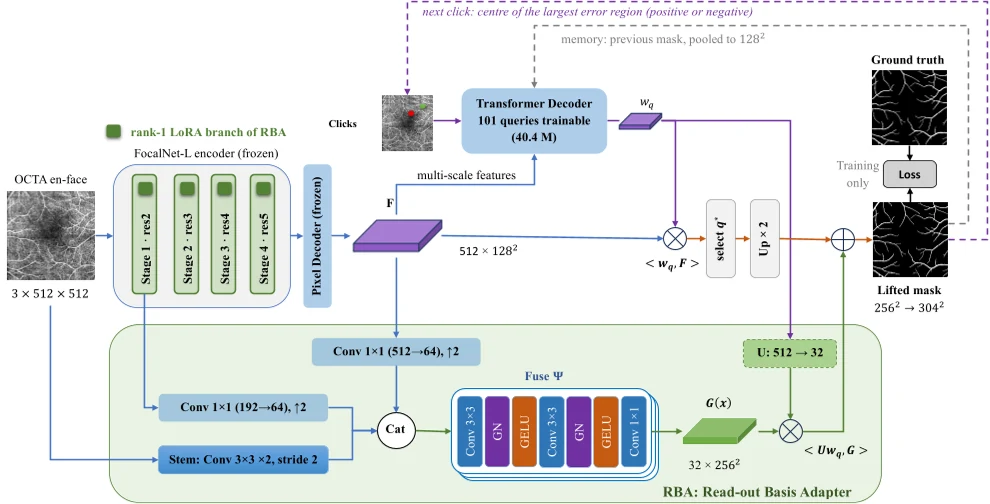 next click: centre of the largest error region (positive or negative)
memory: previous mask, pooled to 128²
Ground truth
Transformer Decoder
101 queries trainable
(40.4 M)
w_q
Clicks
rank-1 LoRA branch of RBA
FocalNet-L encoder (frozen)
Training
only
Loss
OCTA en-face
multi-scale features
F
Stage 1 · res2
Stage 2 · res3
Stage 3 · res4
Stage 4 · res5
Pixel Decoder (frozen)
512 × 128²
< w_q, F >
select q*
Up × 2
Lifted mask
256² → 304²
3 × 512 × 512
Conv 1×1 (512→64), ↑2
U: 512 → 32
Fuse Ψ
Conv 1×1 (192→64), ↑2
Cat
Conv 3×3
GN
GELU
Conv 3×3
GN
GELU
Conv 1×1
G(x)
32 × 256²
< Uw_q, G >
Stem: Conv 3×3 ×2, stride 2
RBA: Read-out Basis Adapter